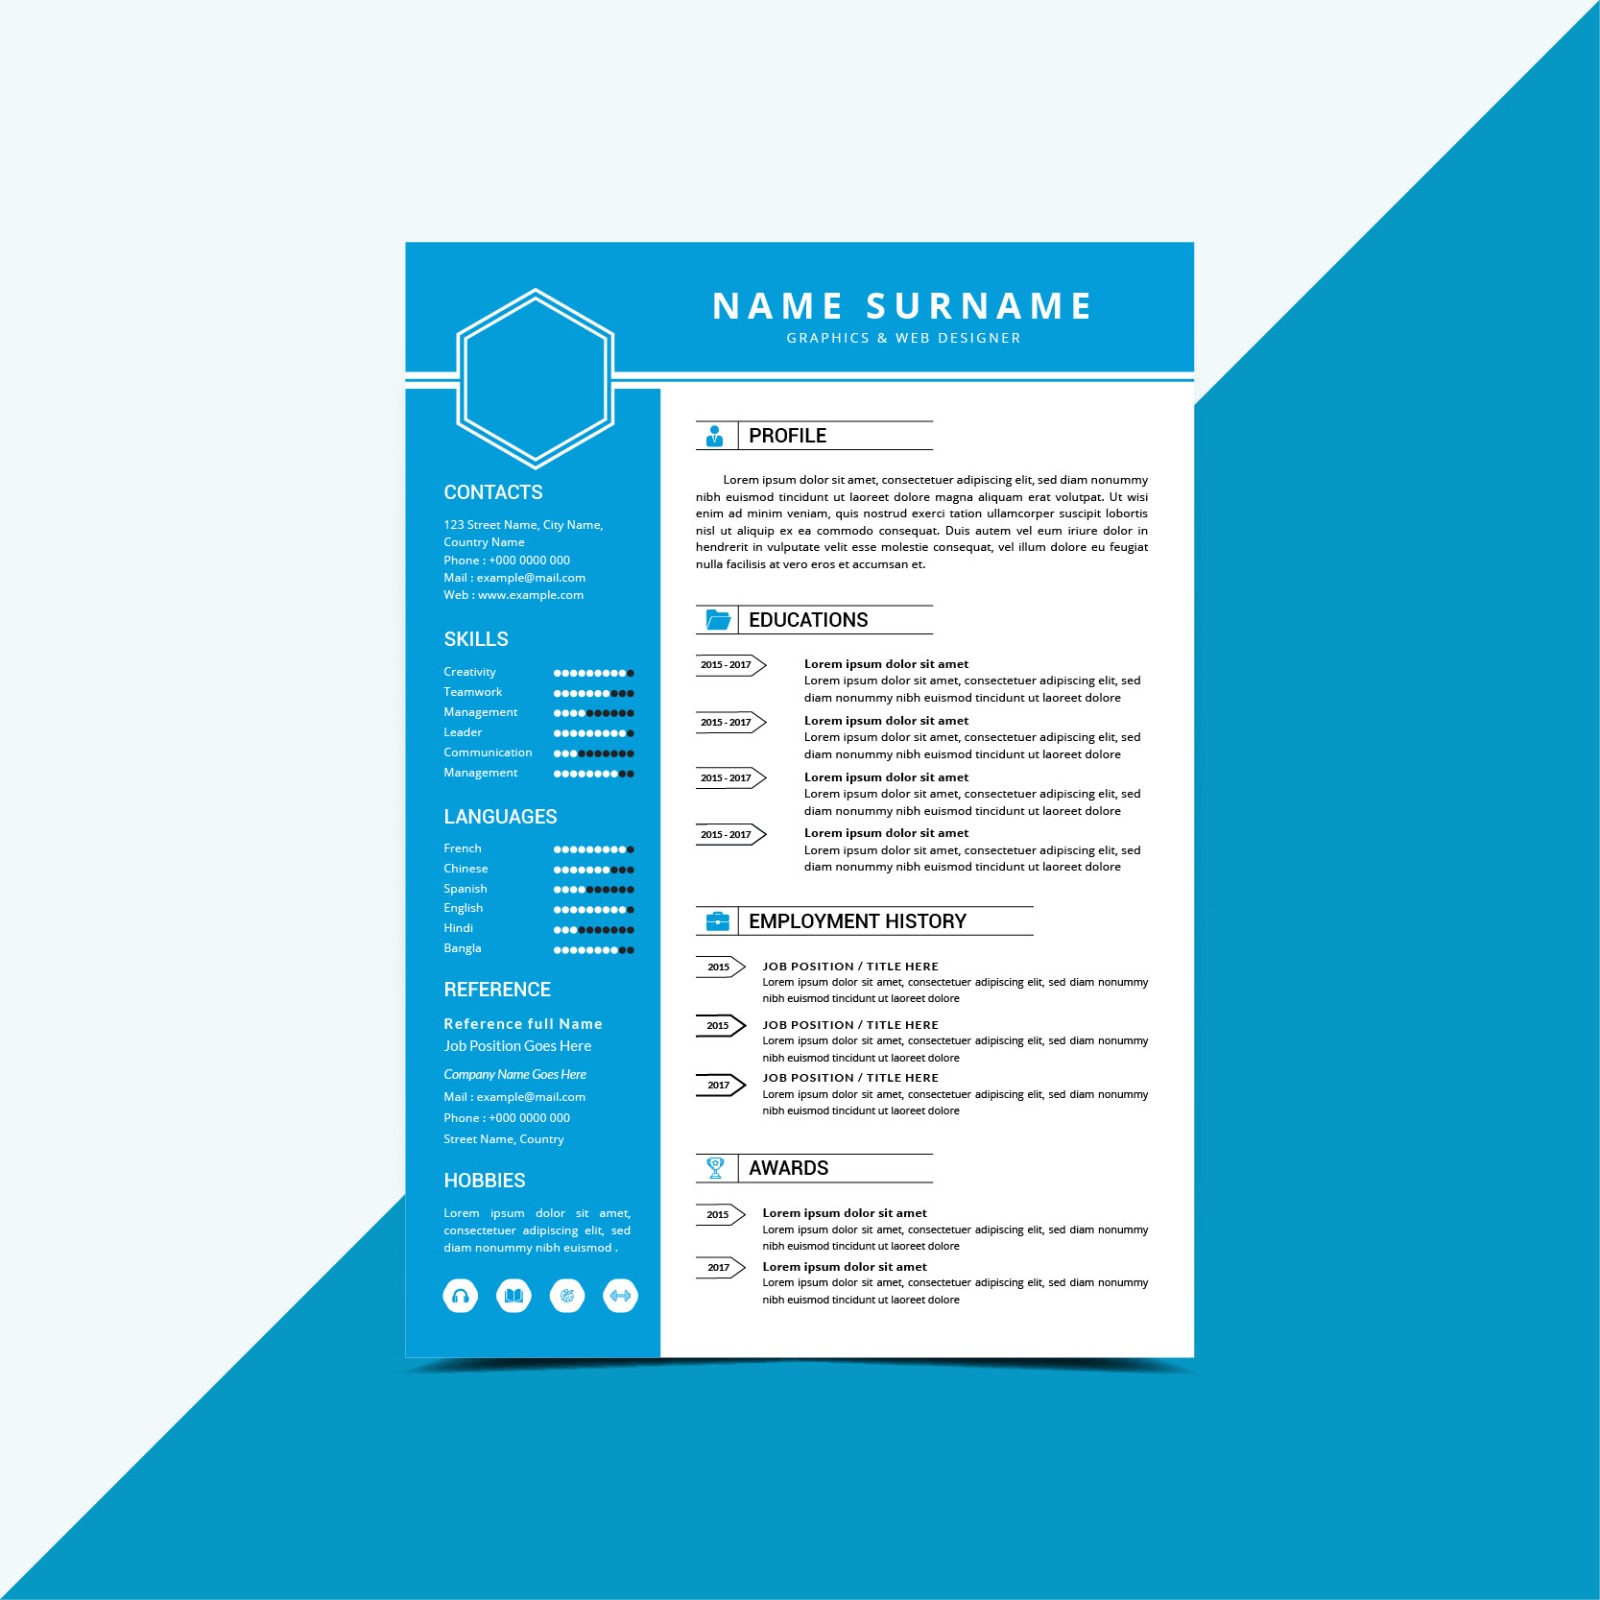 NAME SURNAME
GRAPHICS & WEB DESIGNER
CONTACTS
123 Street Name, City Name,
Country Name
Phone : +000 0000 000
Mail : example@mail.com
Web : www.example.com
SKILLS
Creativity
Teamwork
Management
Leader
Communication
Management
LANGUAGES
French
Chinese
Spanish
English
Hindi
Bangla
REFERENCE
Reference full Name
Job Position Goes Here
Company Name Goes Here
Mail : example@mail.com
Phone : +000 0000 000
Street Name, Country
HOBBIES
Lorem ipsum dolor sit amet,
consectetuer adipiscing elit, sed
diam nonummy nibh euismod .
PROFILE
Lorem ipsum dolor sit amet, consectetuer adipiscing elit, sed diam nonummy
nibh euismod tincidunt ut laoreet dolore magna aliquam erat volutpat. Ut wisi
enim ad minim veniam, quis nostrud exerci tation ullamcorper suscipit lobortis
nisl ut aliquip ex ea commodo consequat. Duis autem vel eum iriure dolor in
hendrerit in vulputate velit esse molestie consequat, vel illum dolore eu feugiat
nulla facilisis at vero eros et accumsan et.
EDUCATIONS
2015 - 2017 Lorem ipsum dolor sit amet
Lorem ipsum dolor sit amet, consectetuer adipiscing elit, sed
diam nonummy nibh euismod tincidunt ut laoreet dolore
2015 - 2017 Lorem ipsum dolor sit amet
Lorem ipsum dolor sit amet, consectetuer adipiscing elit, sed
diam nonummy nibh euismod tincidunt ut laoreet dolore
2015 - 2017 Lorem ipsum dolor sit amet
Lorem ipsum dolor sit amet, consectetuer adipiscing elit, sed
diam nonummy nibh euismod tincidunt ut laoreet dolore
2015 - 2017 Lorem ipsum dolor sit amet
Lorem ipsum dolor sit amet, consectetuer adipiscing elit, sed
diam nonummy nibh euismod tincidunt ut laoreet dolore
EMPLOYMENT HISTORY
2015 JOB POSITION / TITLE HERE
Lorem ipsum dolor sit amet, consectetuer adipiscing elit, sed diam nonummy
nibh euismod tincidunt ut laoreet dolore
2015 JOB POSITION / TITLE HERE
Lorem ipsum dolor sit amet, consectetuer adipiscing elit, sed diam nonummy
nibh euismod tincidunt ut laoreet dolore
2017 JOB POSITION / TITLE HERE
Lorem ipsum dolor sit amet, consectetuer adipiscing elit, sed diam nonummy
nibh euismod tincidunt ut laoreet dolore
AWARDS
2015 Lorem ipsum dolor sit amet
Lorem ipsum dolor sit amet, consectetuer adipiscing elit, sed diam nonummy
nibh euismod tincidunt ut laoreet dolore
2017 Lorem ipsum dolor sit amet
Lorem ipsum dolor sit amet, consectetuer adipiscing elit, sed diam nonummy
nibh euismod tincidunt ut laoreet dolore